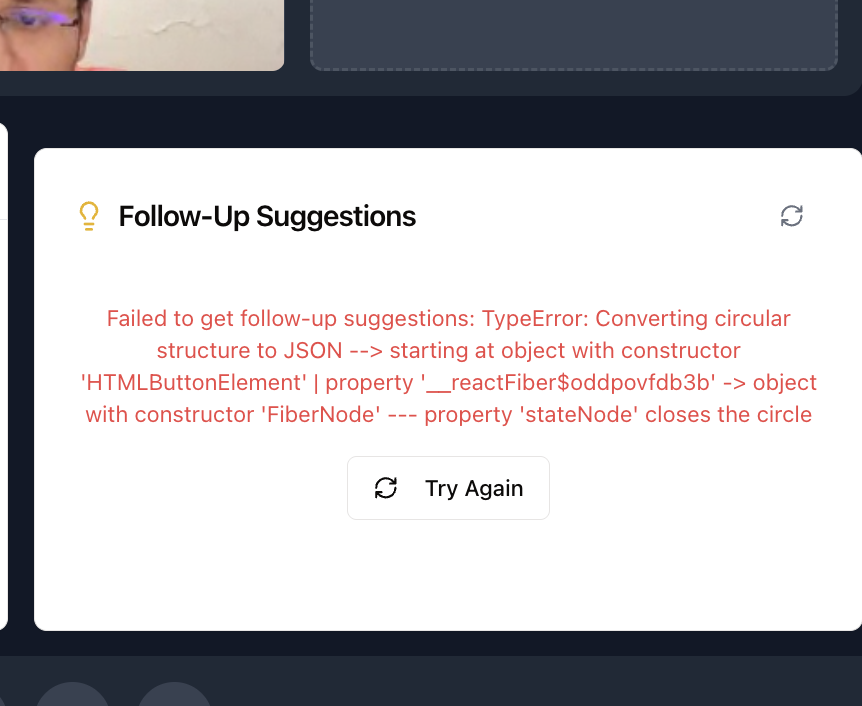 Follow-Up Suggestions
Failed to get follow-up suggestions: TypeError: Converting circular
structure to JSON --> starting at object with constructor
'HTMLButtonElement' | property '__reactFiber$oddpovfdb3b' -> object
with constructor 'FiberNode' --- property 'stateNode' closes the circle
Try Again